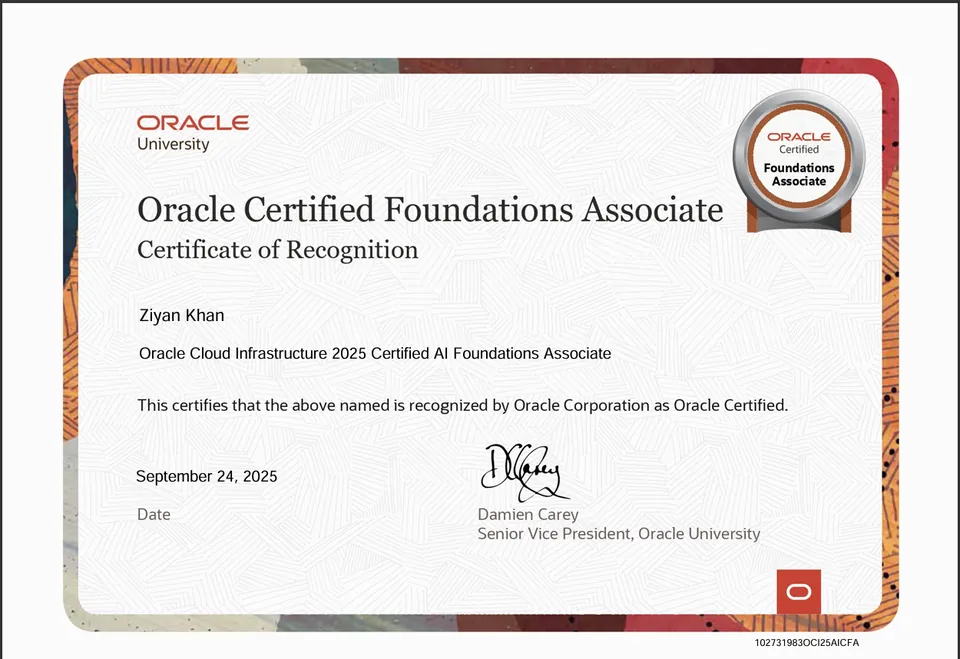 ORACLE
University
ORACLE
Certified
Foundations
Associate
Oracle Certified Foundations Associate
Certificate of Recognition
Ziyan Khan
Oracle Cloud Infrastructure 2025 Certified AI Foundations Associate
This certifies that the above named is recognized by Oracle Corporation as Oracle Certified.
DCarey
September 24, 2025
Date
Damien Carey
Senior Vice President, Oracle University
102731983OCI25AICFA